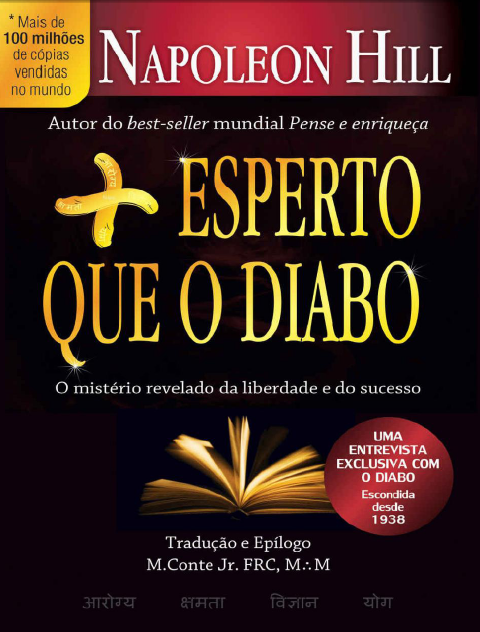 * Mais de
100 milhões
de cópias
vendidas
no mundo
NAPOLEON HILL
Autor do best-seller mundial Pense e enriqueça
+ ESPERTO
QUE O DIABO
O mistério revelado da liberdade e do sucesso
UMA
ENTREVISTA
EXCLUSIVA COM
O DIABO
Escondida
desde
1938
Tradução e Epílogo
M.Conte Jr. FRC, M∴M
आरोग्य क्षमता विज्ञान योग